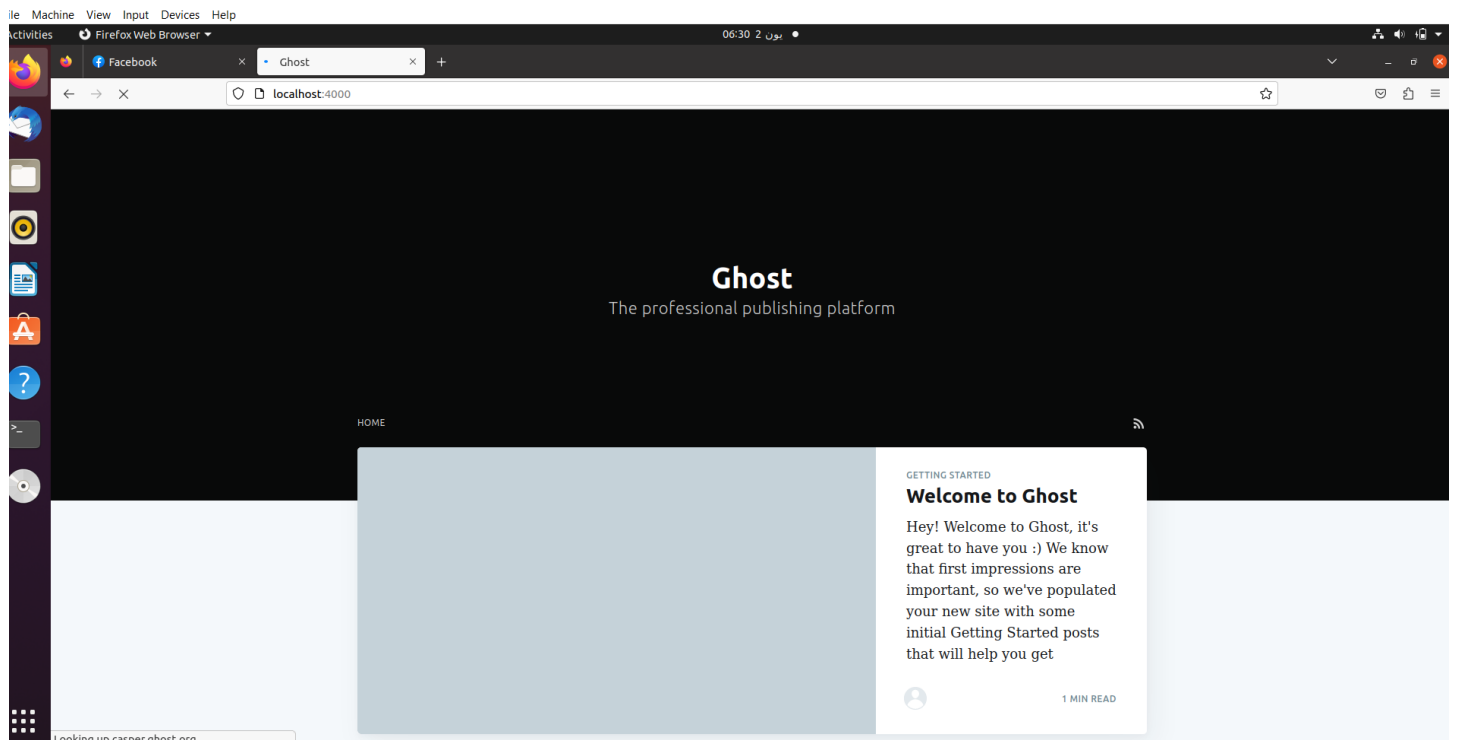 ile Machine View Input Devices Help
Activities Firefox Web Browser 06:30 2 يون
Facebook × Ghost × +
localhost:4000
Ghost
The professional publishing platform
HOME
GETTING STARTED
Welcome to Ghost
Hey! Welcome to Ghost, it's
great to have you :) We know
that first impressions are
important, so we've populated
your new site with some
initial Getting Started posts
that will help you get
1 MIN READ
Looking up casper.ghost.org